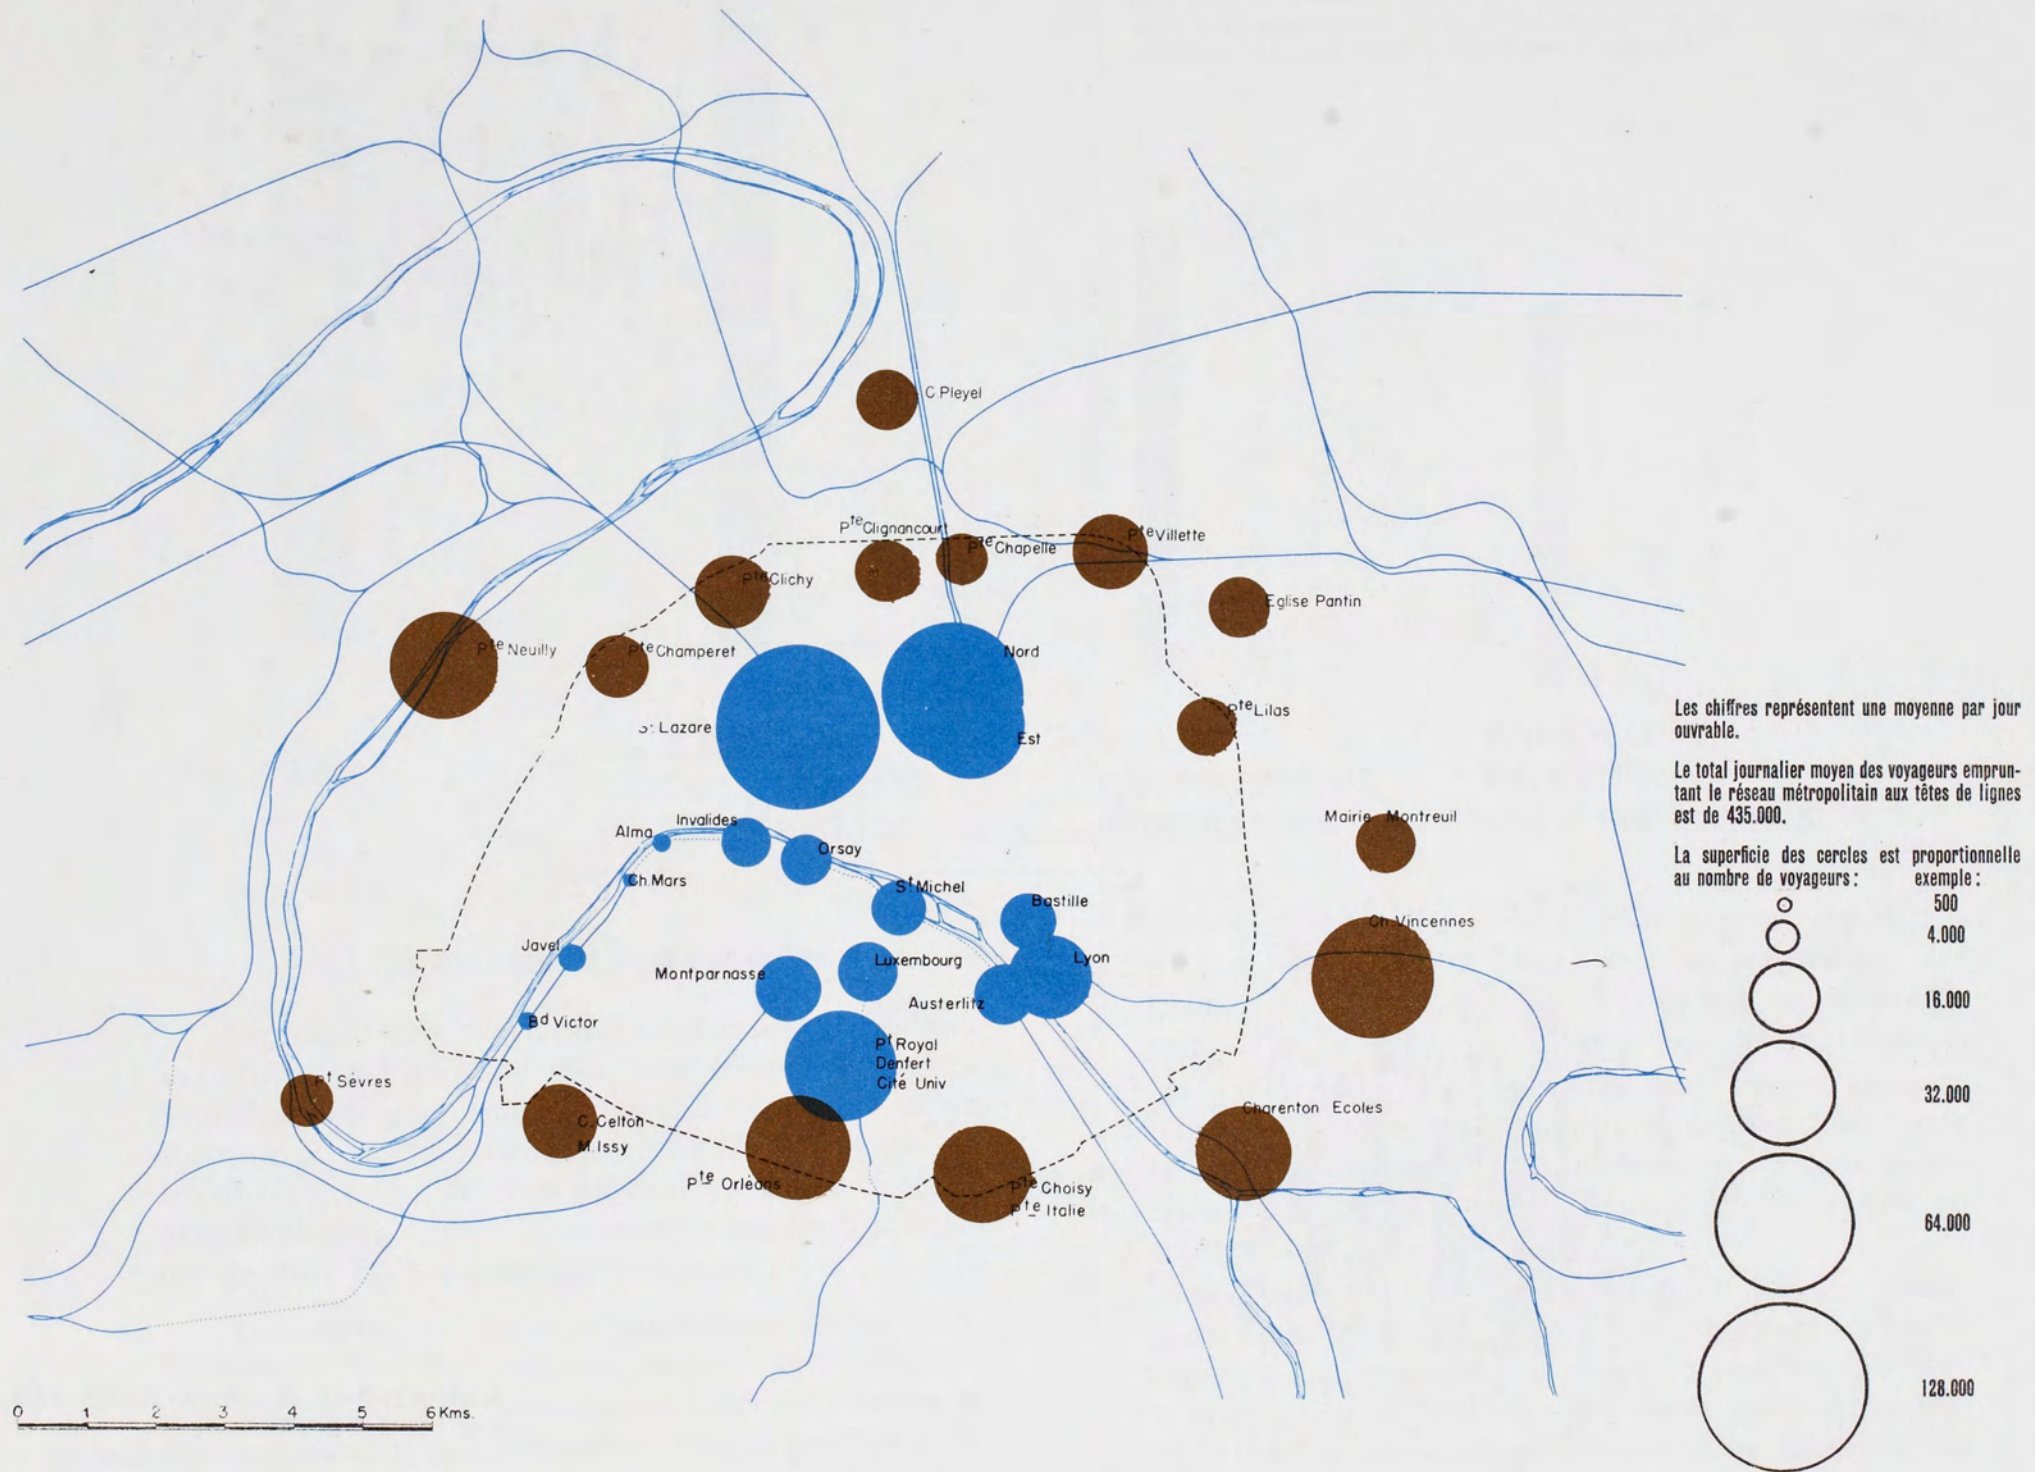 C. Pleyel
Pte Clignancourt
Pte Chapelle
Pte Villette
Pte Clichy
Eglise Pantin
Pte Neuilly
Pte Champeret
Nord
St Lazare
Est
Pte Lilas
Invalides
Alma
Orsay
Mairie Montreuil
Ch. Mars
St Michel
Bastille
Ch. Vincennes
Javel
Montparnasse
Luxembourg
Lyon
Austerlitz
Bd Victor
Pt Royal
Denfert
Cité Univ
Pt Sèvres
C. Celton
M. Issy
Charenton Ecoles
Pte Orléans
Pte Choisy
Pte Italie
Les chiffres représentent une moyenne par jour
ouvrable.
Le total journalier moyen des voyageurs emprun-
tant le réseau métropolitain aux têtes de lignes
est de 435.000.
La superficie des cercles est proportionnelle
au nombre de voyageurs : exemple :
500
4.000
16.000
32.000
64.000
128.000
0 1 2 3 4 5 6 Kms.